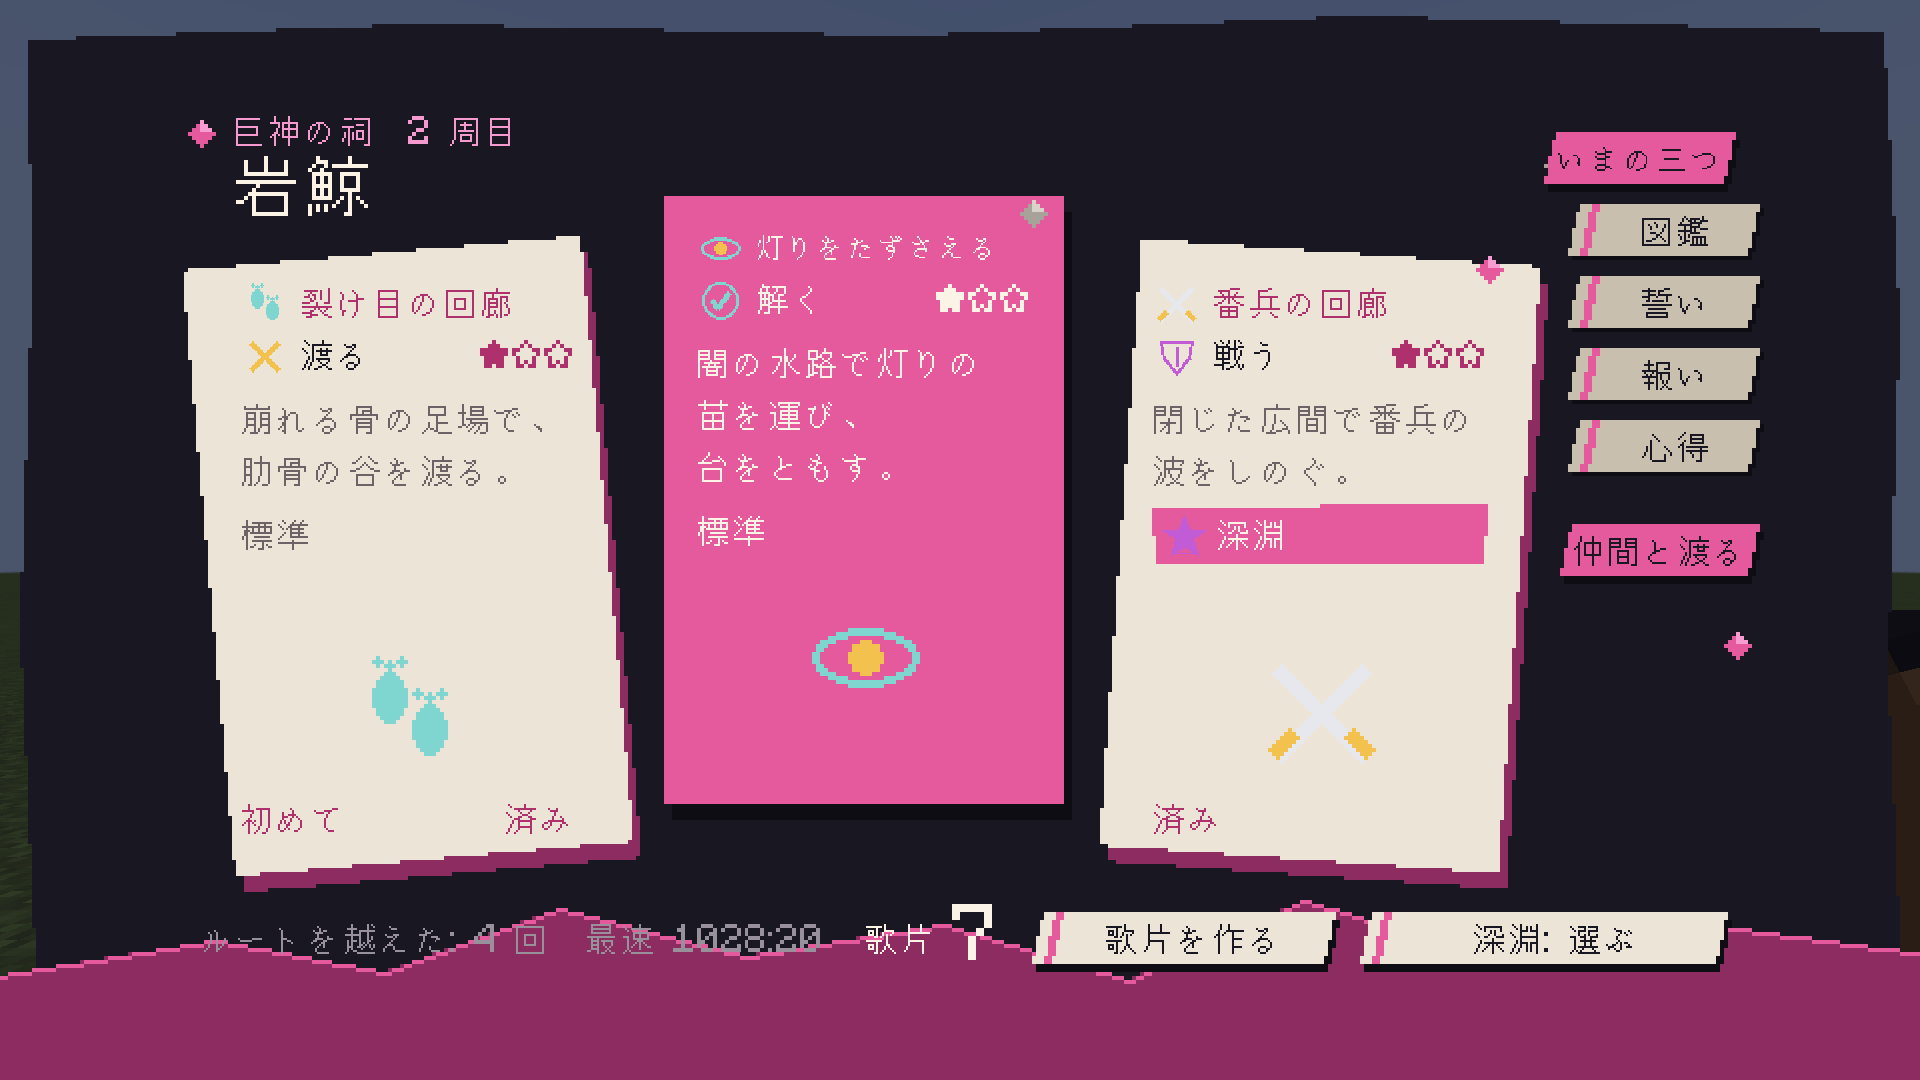 巨神の祠 2 周目
岩鯨
裂け目の回廊
渡る
崩れる骨の足場で、
肋骨の谷を渡る。
標準
初めて 済み
灯りをたずさえる
解く
闇の水路で灯りの
苗を運び、
台をともす。
標準
番兵の回廊
戦う
閉じた広間で番兵の
波をしのぐ。
深淵
済み
いまの三つ
図鑑
誓い
報い
心得
仲間と渡る
ルートを越えた: 4 回 最速 1028:20 歌片 7
歌片を作る
深淵: 選ぶ